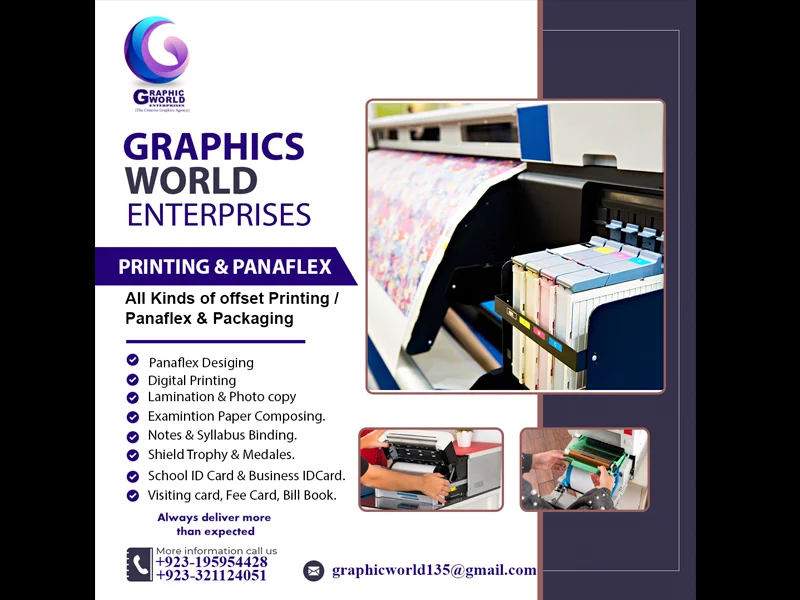 GRAPHIC
WORLD
ENTERPRISES
(The Creative Graphics Agency)
GRAPHICS
WORLD
ENTERPRISES
PRINTING & PANAFLEX
All Kinds of offset Printing /
Panaflex & Packaging
Panaflex Desiging
Digital Printing
Lamination & Photo copy
Examintion Paper Composing.
Notes & Syllabus Binding.
Shield Trophy & Medales.
School ID Card & Business IDCard.
Visiting card, Fee Card, Bill Book.
Always deliver more
than expected
More information call us
+923-195954428
+923-321124051
graphicworld135@gmail.com